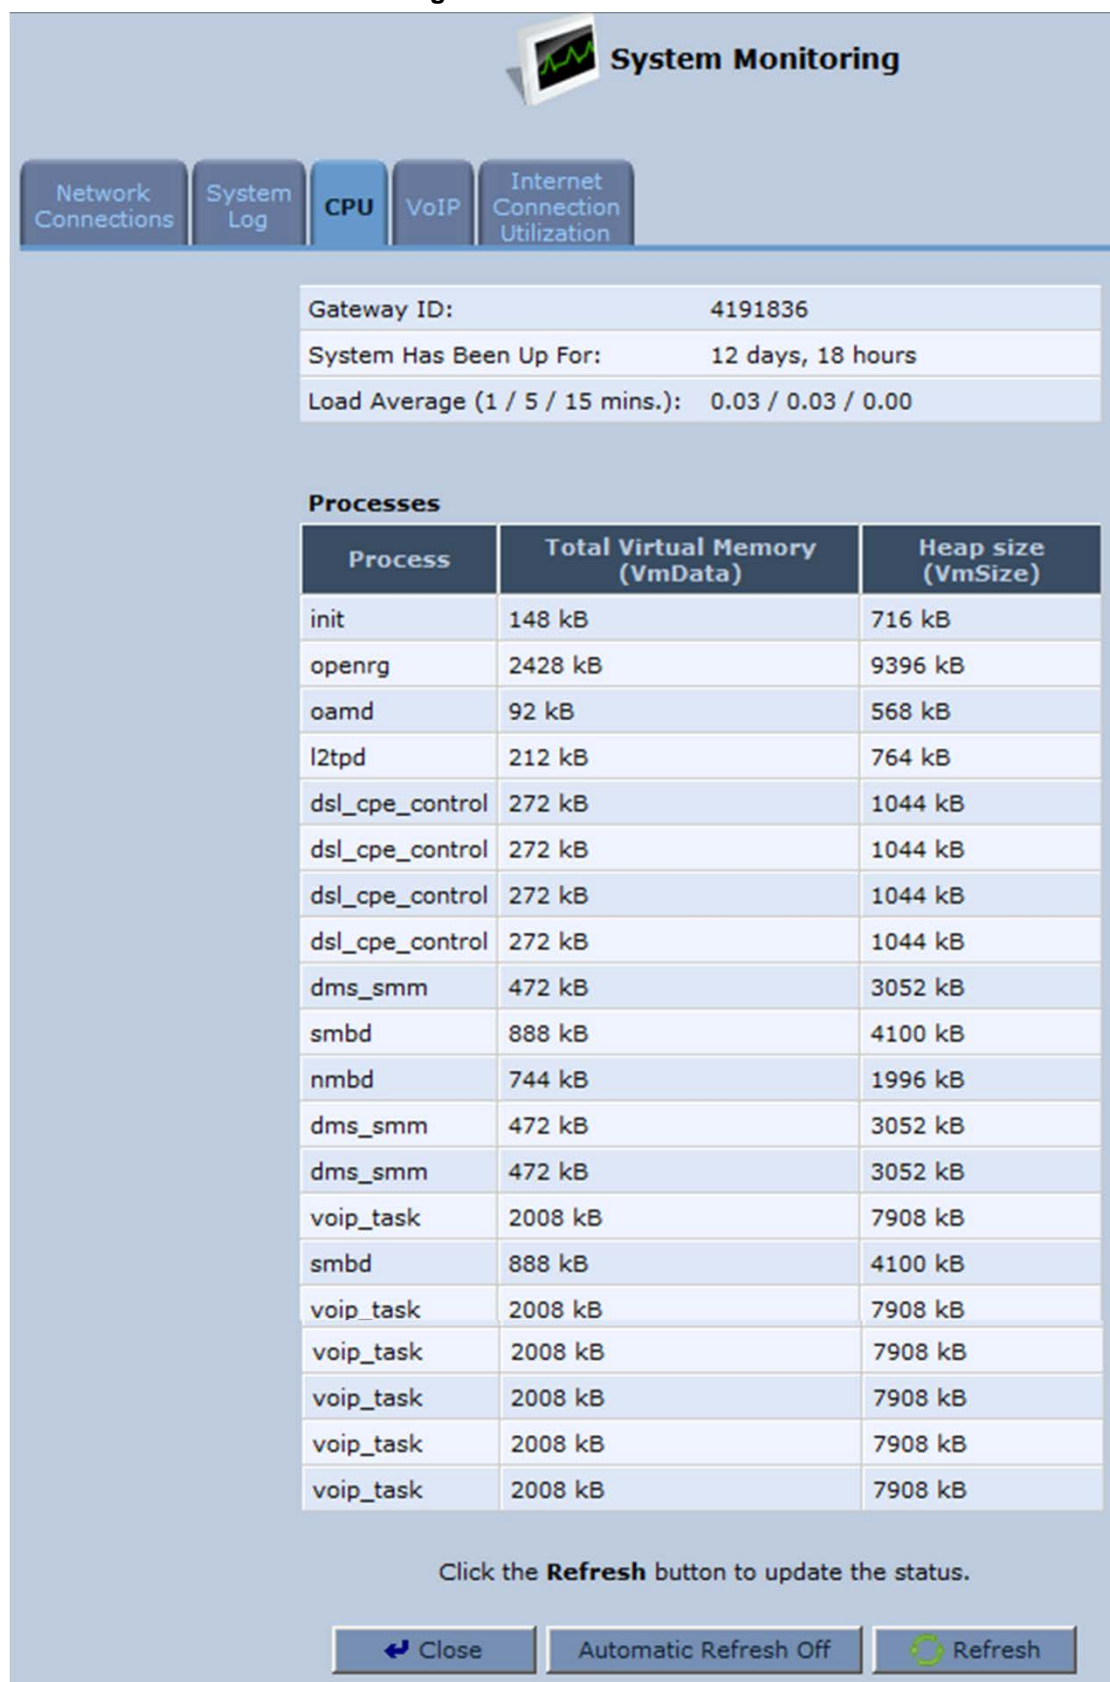 System Monitoring
Network Connections
System Log
CPU
VoIP
Internet Connection Utilization
Gateway ID: 4191836
System Has Been Up For: 12 days, 18 hours
Load Average (1 / 5 / 15 mins.): 0.03 / 0.03 / 0.00
Processes
Process Total Virtual Memory (VmData) Heap size (VmSize)
init 148 kB 716 kB
openrg 2428 kB 9396 kB
oamd 92 kB 568 kB
l2tpd 212 kB 764 kB
dsl_cpe_control 272 kB 1044 kB
dsl_cpe_control 272 kB 1044 kB
dsl_cpe_control 272 kB 1044 kB
dsl_cpe_control 272 kB 1044 kB
dms_smm 472 kB 3052 kB
smbd 888 kB 4100 kB
nmbd 744 kB 1996 kB
dms_smm 472 kB 3052 kB
dms_smm 472 kB 3052 kB
voip_task 2008 kB 7908 kB
smbd 888 kB 4100 kB
voip_task 2008 kB 7908 kB
voip_task 2008 kB 7908 kB
voip_task 2008 kB 7908 kB
voip_task 2008 kB 7908 kB
voip_task 2008 kB 7908 kB
Click the Refresh button to update the status.
Close Automatic Refresh Off Refresh